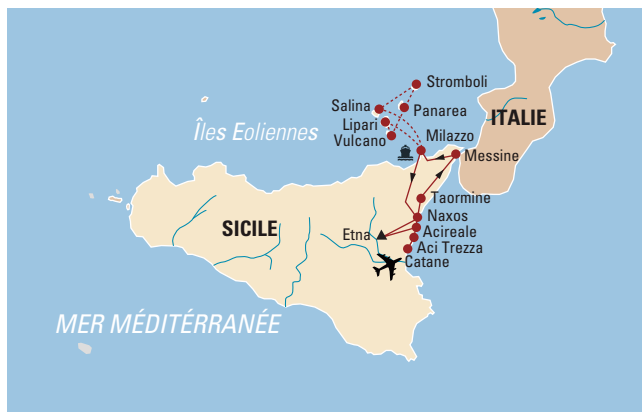 Stromboli
Salina
Panarea
ITALIE
Îles Eoliennes
Lipari
Milazzo
Vulcano
Messine
Taormine
SICILE
Naxos
Etna
Acireale
Aci Trezza
Catane
MER MÉDITÉRRANÉE